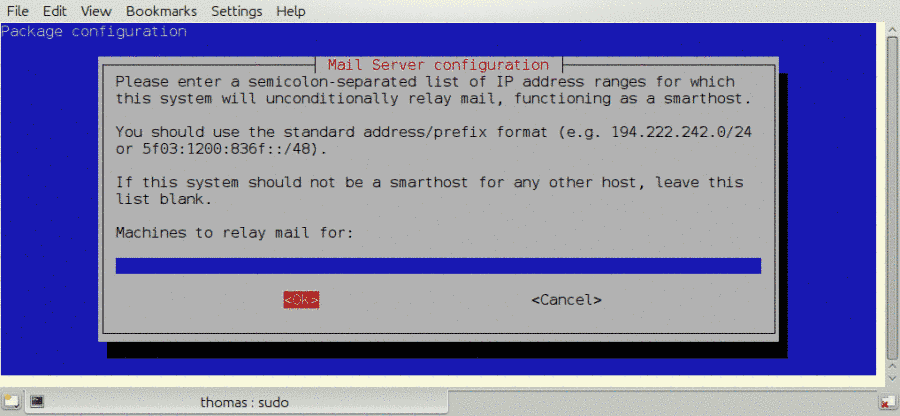 File Edit View Bookmarks Settings Help
Package configuration
Mail Server configuration
Please enter a semicolon-separated list of IP address ranges for which
this system will unconditionally relay mail, functioning as a smarthost.
You should use the standard address/prefix format (e.g. 194.222.242.0/24
or 5f03:1200:836f::/48).
If this system should not be a smarthost for any other host, leave this
list blank.
Machines to relay mail for:
<Ok> <Cancel>
thomas : sudo